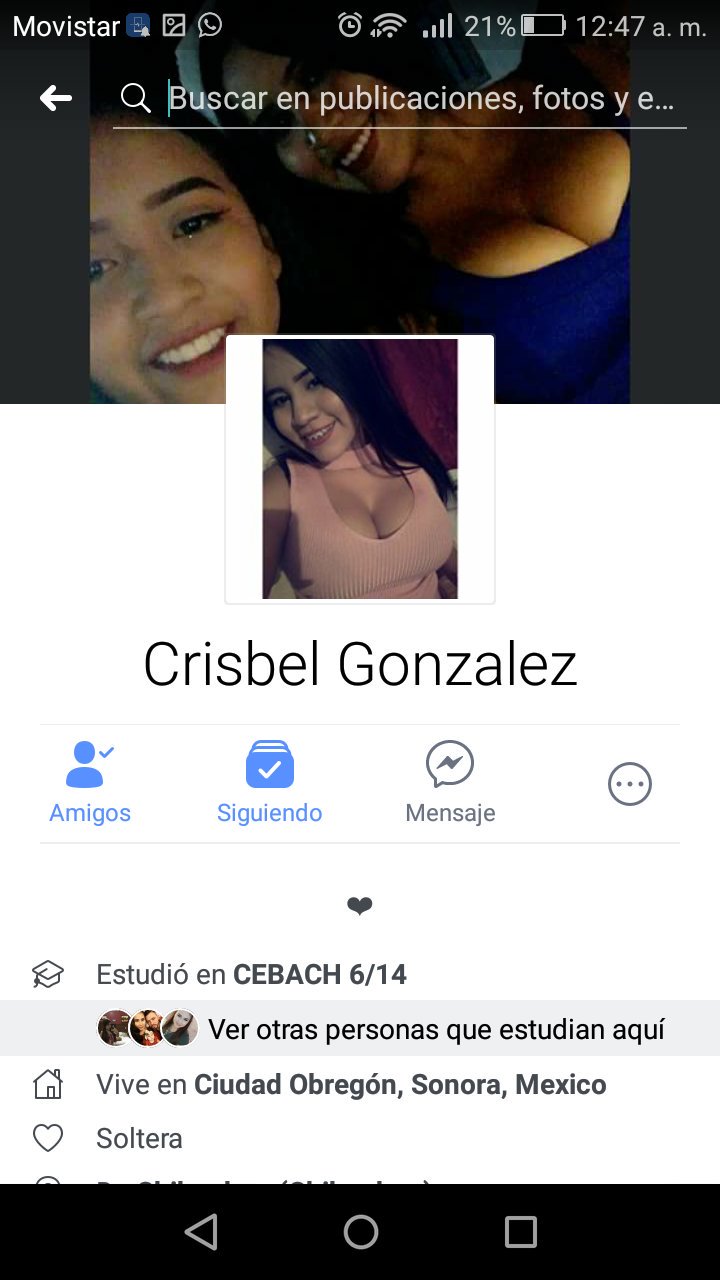 Movistar 21% 12:47 a. m.
Buscar en publicaciones, fotos y e...
Crisbel Gonzalez
Amigos Siguiendo Mensaje
Estudió en CEBACH 6/14
Ver otras personas que estudian aquí
Vive en Ciudad Obregón, Sonora, Mexico
Soltera